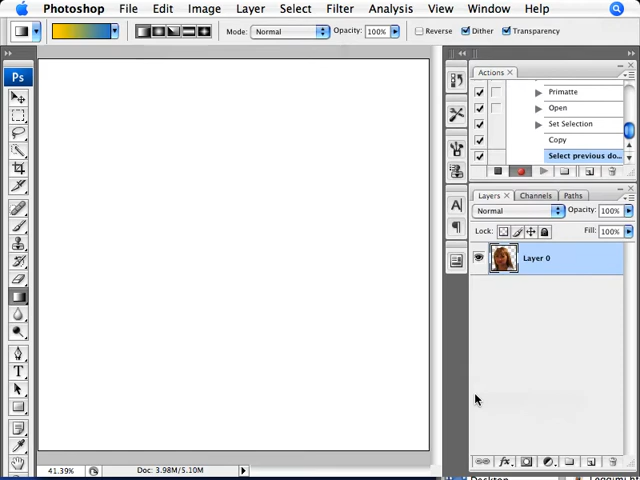 Photoshop File Edit Image Layer Select Filter Analysis View Window Help
Mode: Normal Opacity: 100% Reverse Dither Transparency
Ps
Actions x
Primatte
Open
Set Selection
Copy
Select previous do...
Layers x Channels Paths
Normal Opacity: 100%
Lock: Fill: 100%
Layer 0
T
A
fx
41.39% Doc: 3.98M/5.10M